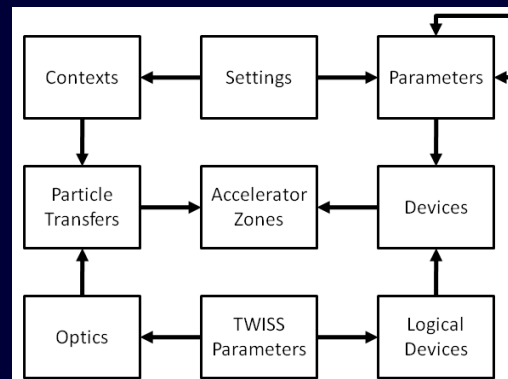 Contexts
Settings
Parameters
Particle
Transfers
Accelerator
Zones
Devices
Optics
TWISS
Parameters
Logical
Devices